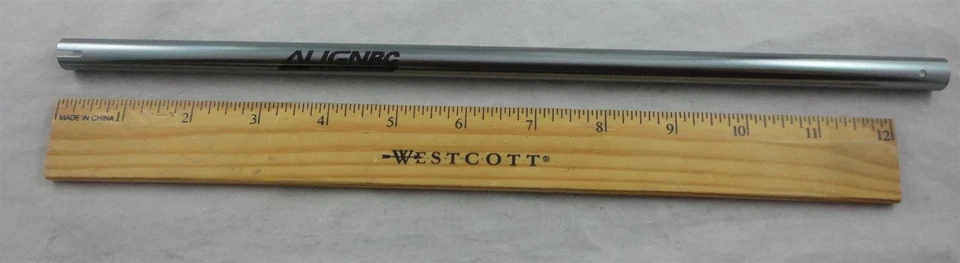 ALIGNRC
MADE IN CHINA 1 2 3 4 5 6 7 8 9 10 11 12
WESTCOTT®